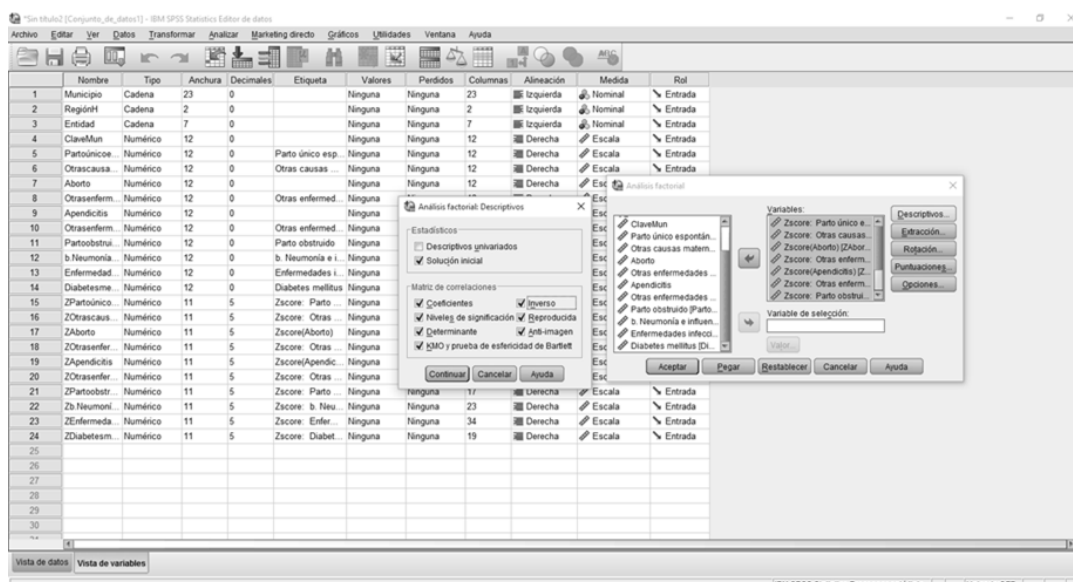 *Sin título2 [Conjunto_de_datos1] - IBM SPSS Statistics Editor de datos
Archivo Editar Ver Datos Transformar Analizar Marketing directo Gráficos Utilidades Ventana Ayuda
Nombre Tipo Anchura Decimales Etiqueta Valores Perdidos Columnas Alineación Medida Rol
1 Municipio Cadena 23 0 Ninguna Ninguna 23 Izquierda Nominal Entrada
2 RegiónH Cadena 2 0 Ninguna Ninguna 2 Izquierda Nominal Entrada
3 Entidad Cadena 7 0 Ninguna Ninguna 7 Izquierda Nominal Entrada
4 ClaveMun Numérico 12 0 Ninguna Ninguna 12 Derecha Escala Entrada
5 Partoúnicoe... Numérico 12 0 Parto único esp... Ninguna Ninguna 12 Derecha Escala Entrada
6 Otrascausa... Numérico 12 0 Otras causas ... Ninguna Ninguna 12 Derecha Escala Entrada
7 Aborto Numérico 12 0 Ninguna Ninguna 12 Derecha Esc
8 Otrasenferm... Numérico 12 0 Otras enfermed... Ninguna Ninguna Esc
9 Apendicitis Numérico 12 0 Ninguna Esc
10 Otrasenferm... Numérico 12 0 Otras enfermed... Ninguna Esc
11 Partoobstrui... Numérico 12 0 Parto obstruido Ninguna Esc
12 b.Neumonía... Numérico 12 0 b. Neumonía e i... Ninguna Esc
13 Enfermedad... Numérico 12 0 Enfermedades i... Ninguna Esc
14 Diabetesme... Numérico 12 0 Diabetes mellitus Ninguna Esc
15 ZPartoúnico... Numérico 11 5 Zscore: Parto ... Ninguna Esc
16 ZOtrascaus... Numérico 11 5 Zscore: Otras ... Ninguna Esc
17 ZAborto Numérico 11 5 Zscore(Aborto) Ninguna Esc
18 ZOtrasenfer... Numérico 11 5 Zscore: Otras ... Ninguna Esc
19 ZApendicitis Numérico 11 5 Zscore(Apendic... Ninguna Esc
20 ZOtrasenfer... Numérico 11 5 Zscore: Otras ... Ninguna Esc
21 ZPartoobstr... Numérico 11 5 Zscore: Parto ... Ninguna Ninguna 17 Derecha Escala Entrada
22 Zb.Neumoní... Numérico 11 5 Zscore: b. Neu... Ninguna Ninguna 23 Derecha Escala Entrada
23 ZEnfermeda... Numérico 11 5 Zscore: Enfer... Ninguna Ninguna 34 Derecha Escala Entrada
24 ZDiabetesm... Numérico 11 5 Zscore: Diabet... Ninguna Ninguna 19 Derecha Escala Entrada
25
26
27
28
29
30
Análisis factorial: Descriptivos
Estadísticos
Descriptivos univariados
Solución inicial
Matriz de correlaciones
Coeficientes Inverso
Niveles de significación Reproducida
Determinante Anti-imagen
KMO y prueba de esfericidad de Bartlett
Continuar Cancelar Ayuda
Análisis factorial
ClaveMun
Parto único espontán...
Otras causas matern...
Aborto
Otras enfermedades ...
Apendicitis
Otras enfermedades ...
Parto obstruido [Parto...
b. Neumonía e influen...
Enfermedades infecci...
Diabetes mellitus [Di...
Variables:
Zscore: Parto único e...
Zscore: Otras causas...
Zscore(Aborto) [ZAbor...
Zscore: Otras enferm...
Zscore(Apendicitis) [Z...
Zscore: Otras enferm...
Zscore: Parto obstrui...
Variable de selección:
Valor...
Descriptivos...
Extracción...
Rotación...
Puntuaciones...
Opciones...
Aceptar Pegar Restablecer Cancelar Ayuda
Vista de datos Vista de variables